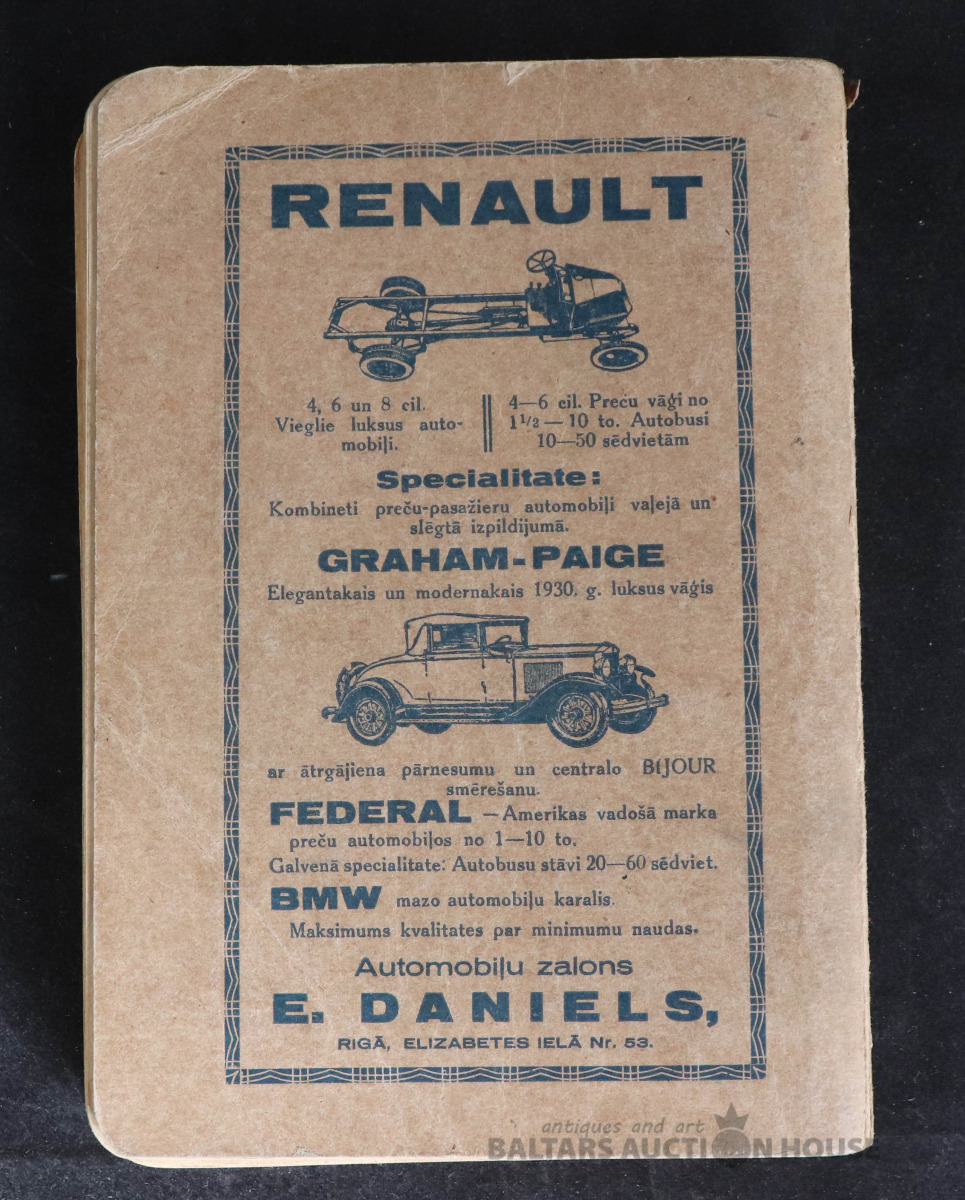 RENAULT
4, 6 un 8 cil.
Vieglie luksus auto-
mobiļi.
4—6 cil. Preču vāģi no
1 1/2 — 10 to. Autobusi
10—50 sēdvietām
Specialitate:
Kombineti preču-pasažieru automobiļi vaļejā un
slēgtā izpildijumā.
GRAHAM-PAIGE
Elegantakais un modernakais 1930. g. luksus vāģis
ar ātrgājiena pārnesumu un centralo BIJOUR
smērešanu.
FEDERAL — Amerikas vadošā marka
preču automobiļos no 1—10 to.
Galvenā specialitate: Autobusu stāvi 20—60 sēdviet.
BMW mazo automobiļu karalis.
Maksimums kvalitates par minimumu naudas.
Automobiļu zalons
E. DANIELS,
RIGĀ, ELIZABETES IELĀ Nr. 53.
antiques and art
BALTARS AUCTION HOUSE